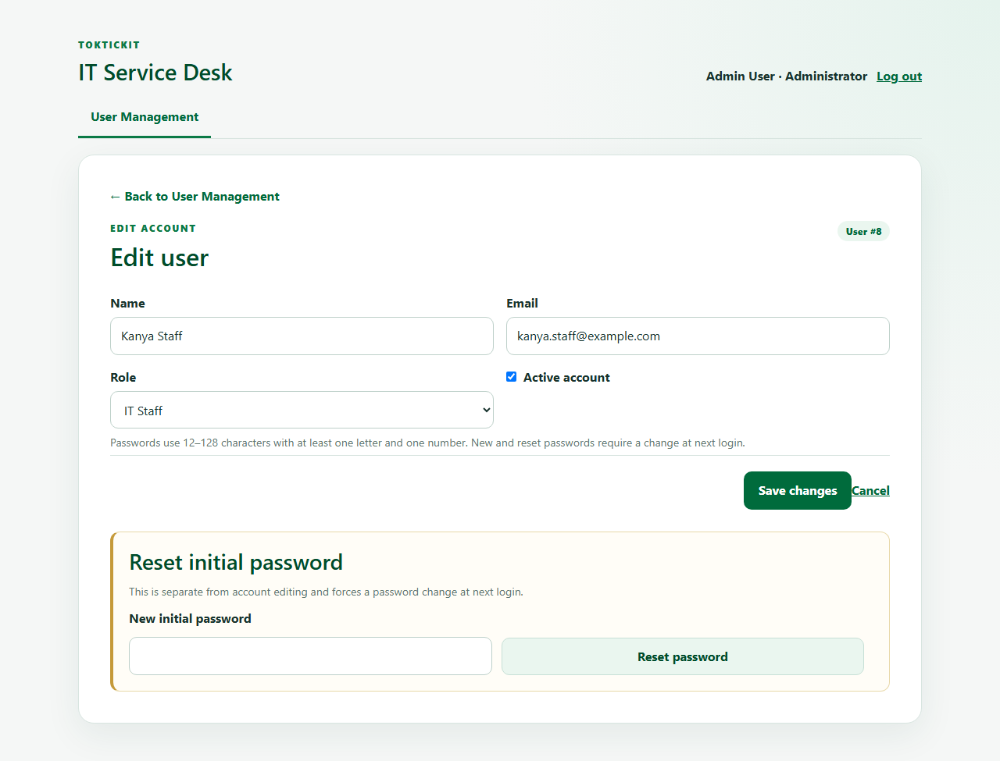 TOKTICKIT
IT Service Desk
Admin User · Administrator Log out
User Management
← Back to User Management
EDIT ACCOUNT
User #8
Edit user
Name
Email
Kanya Staff
kanya.staff@example.com
Role
Active account
IT Staff
Passwords use 12–128 characters with at least one letter and one number. New and reset passwords require a change at next login.
Save changes
Cancel
Reset initial password
This is separate from account editing and forces a password change at next login.
New initial password
Reset password